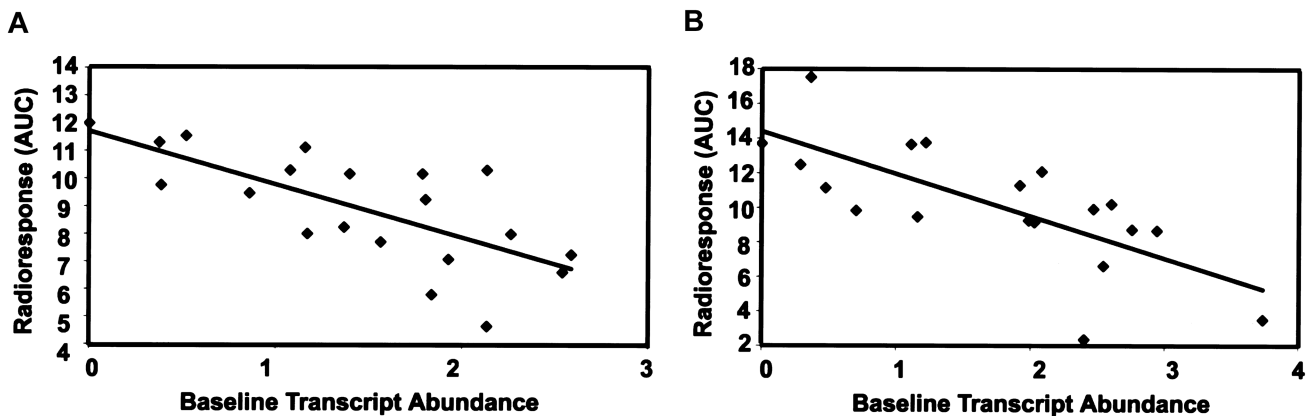 A
Radioresponse (AUC)
14
13
12
11
10
9
8
7
6
5
4
0 1 2 3
Baseline Transcript Abundance
B
Radioresponse (AUC)
18
16
14
12
10
8
6
4
2
0 1 2 3 4
Baseline Transcript Abundance